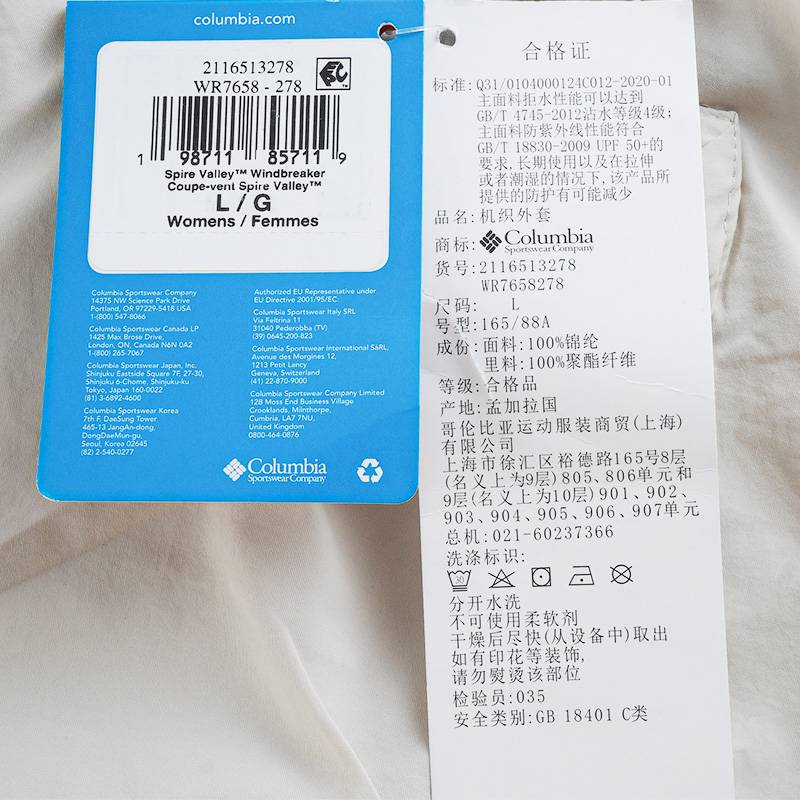 columbia.com
2116513278
WR7658 - 278
1 98711 85711 9
Spire Valley™ Windbreaker
Coupe-vent Spire Valley™
L / G
Womens / Femmes
Columbia Sportswear Company
14375 NW Science Park Drive
Portland, OR 97229-5418 USA
1-(800) 547-8066
Columbia Sportswear Canada LP
1425 Max Brose Drive,
London, ON, Canada N6N 0A2
1-(800) 265-7067
Columbia Sportswear Japan, Inc.
Shinjuku Eastside Square 7F, 27-30,
Shinjuku 6-Chome, Shinjuku-ku
Tokyo, Japan 160-0022
(81) 3-6892-4600
Columbia Sportswear Korea
7th F. DaeSung Tower
465-13 JangAn-dong,
DongDaeMun-gu,
Seoul, Korea 02645
(82) 2-540-0277
Authorized EU Representative under
EU Directive 2001/95/EC:
Columbia Sportswear Italy SRL
Via Feltrina 11
31040 Pederobba (TV)
(39) 0645-200-823
Columbia Sportswear International SàRL,
Avenue des Morgines 12,
1213 Petit Lancy
Geneva, Switzerland
(41) 22-870-9000
Columbia Sportswear Company Limited
12B Moss End Business Village
Crooklands, Milnthorpe,
Cumbria, LA7 7NU,
United Kingdom
0800-464-0876
Columbia
Sportswear Company
合格证
标准:Q31/0104000124C012-2020-01
主面料拒水性能可以达到
GB/T 4745-2012沾水等级4级;
主面料防紫外线性能符合
GB/T 18830-2009 UPF 50+的
要求,长期使用以及在拉伸
或者潮湿的情况下,该产品所
提供的防护有可能减少
品名:机织外套
商标:Columbia
Sportswear Company
货号:2116513278
WR7658278
尺码: L
号型:165/88A
成份:面料:100%锦纶
里料:100%聚酯纤维
等级:合格品
产地:孟加拉国
哥伦比亚运动服装商贸(上海)
有限公司
上海市徐汇区裕德路165号8层
(名义上为9层)805、806单元和
9层(名义上为10层)901、902、
903、904、905、906、907单元
总机:021-60237366
洗涤标识:
30
分开水洗
不可使用柔软剂
干燥后尽快(从设备中)取出
如有印花等装饰,
请勿熨烫该部位
检验员:035
安全类别:GB 18401 C类